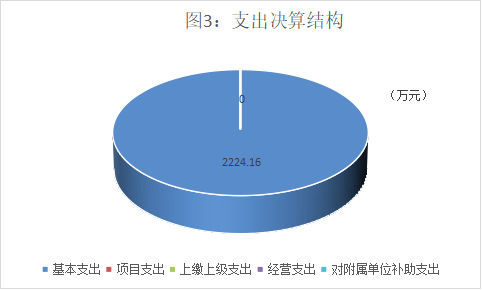 图3：支出决算结构
（万元）
0
2224.16
基本支出 项目支出 上缴上级支出 经营支出 对附属单位补助支出